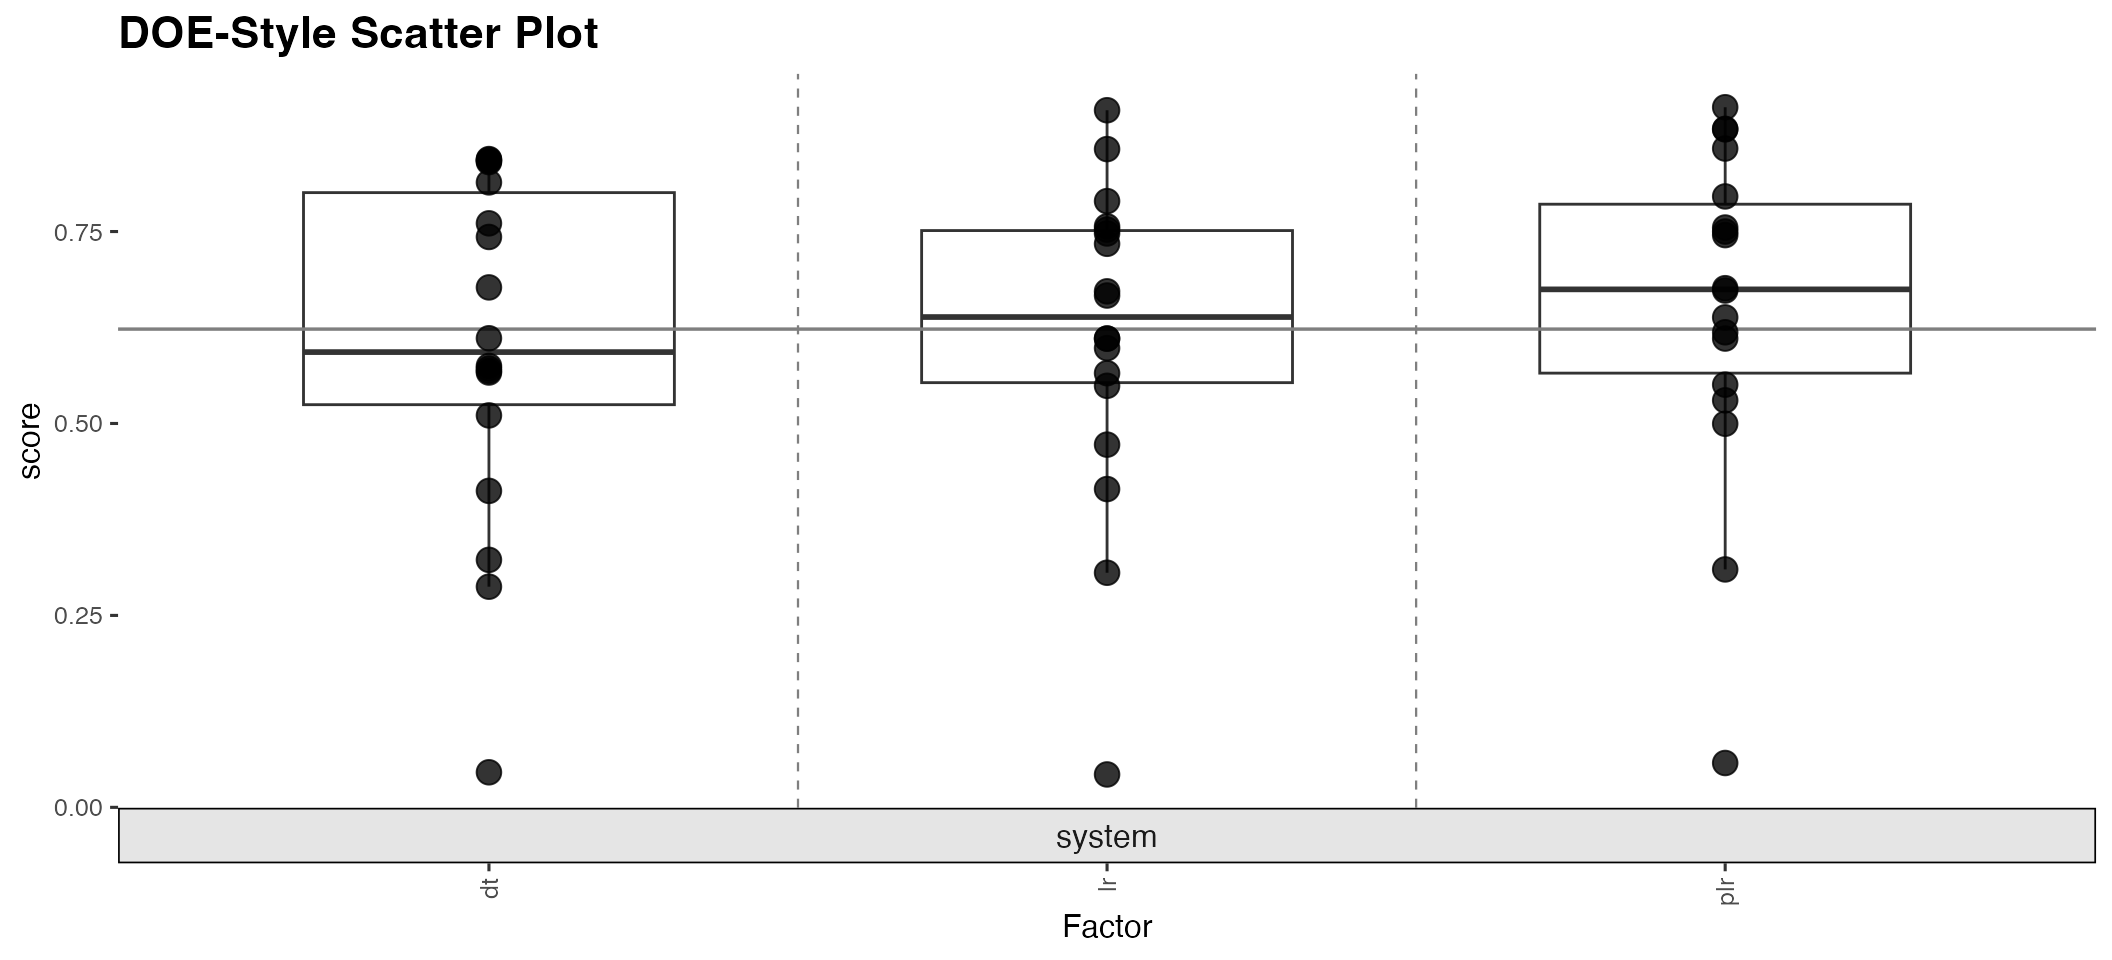 DOE-Style Scatter Plot
score
0.75
0.50
0.25
0.00
system
dt
lr
plr
Factor